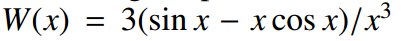 W(x) = 3(sin x − x cos x)/x³